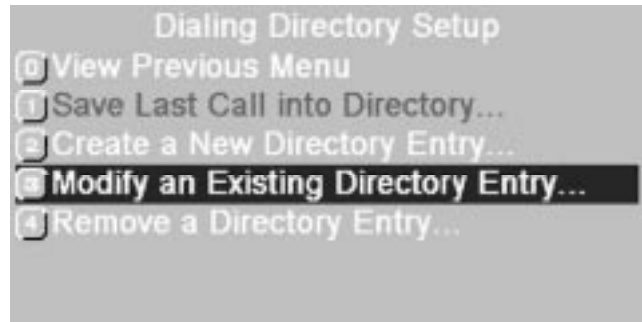 Dialing Directory Setup
0 View Previous Menu
1 Save Last Call into Directory...
2 Create a New Directory Entry...
3 Modify an Existing Directory Entry...
4 Remove a Directory Entry...